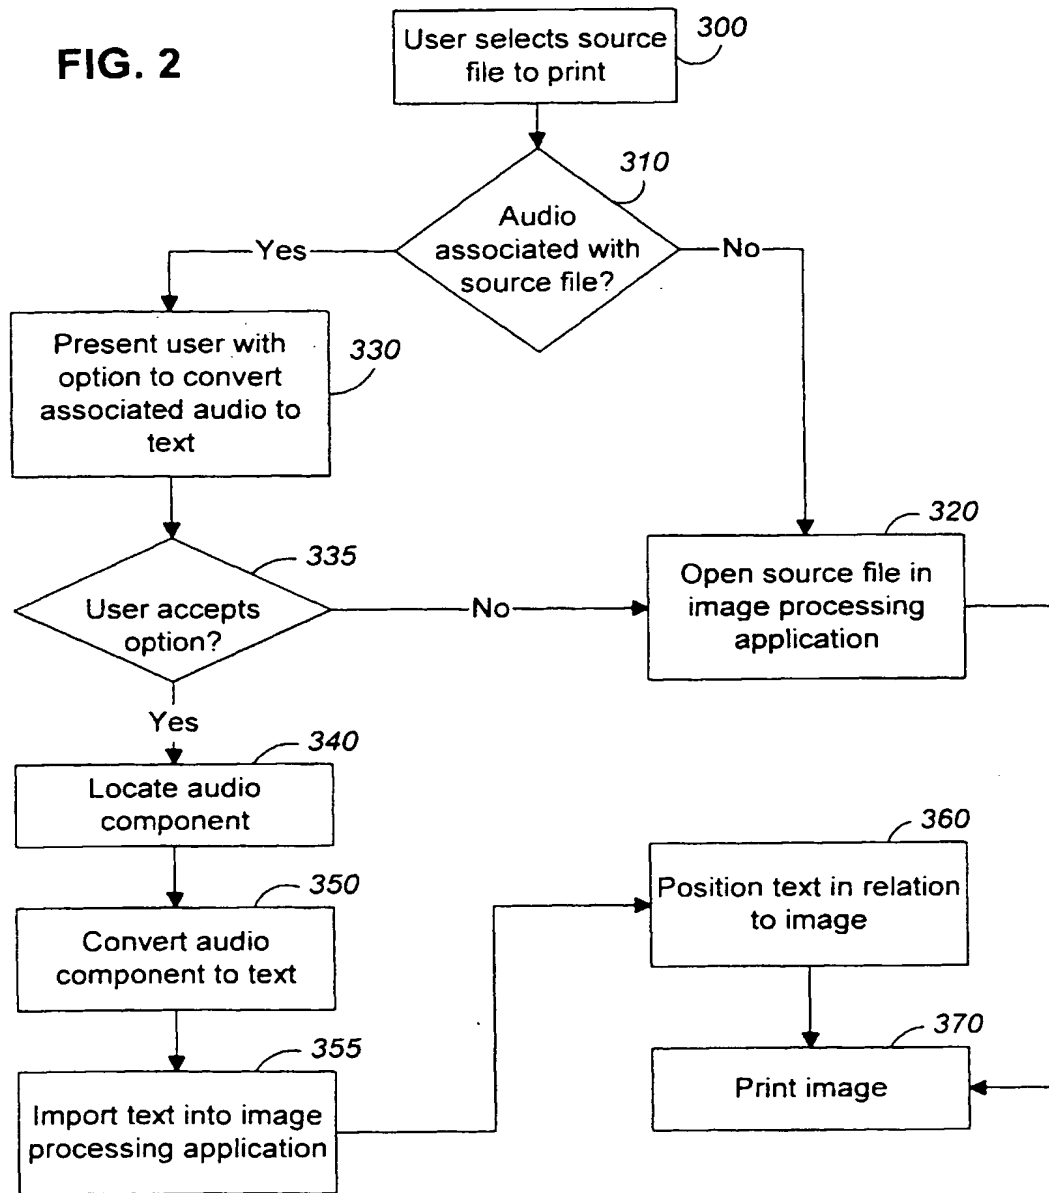 FIG. 2
User selects source
file to print
300
310
Audio
associated with
source file?
Yes
No
Present user with
option to convert
associated audio to
text
330
335
User accepts
option?
No
320
Open source file in
image processing
application
Yes
340
Locate audio
component
350
Convert audio
component to text
355
Import text into image
processing application
360
Position text in relation
to image
370
Print image